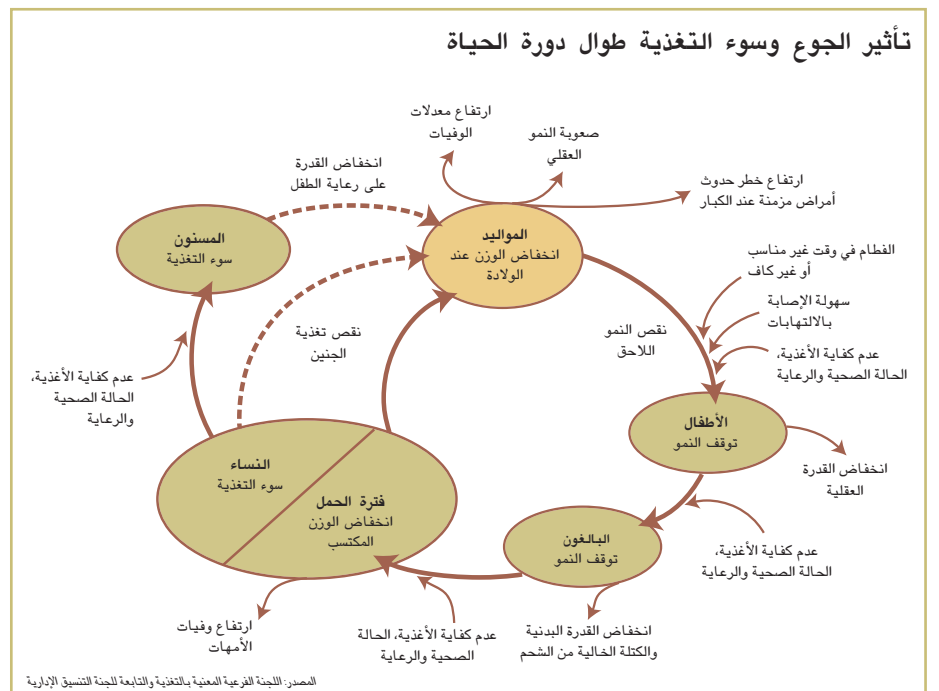 تأثير الجوع وسوء التغذية طوال دورة الحياة
ارتفاع معدلات
الوفيات
صعوبة النمو
العقلي
ارتفاع خطر حدوث
أمراض مزمنة عند الكبار
انخفاض القدرة
على رعاية الطفل
المواليد
انخفاض الوزن عند
الولادة
المسنون
سوء التغذية
الفطام في وقت غير مناسب
أو غير كاف
سهولة الإصابة
بالالتهابات
عدم كفاية الأغذية،
الحالة الصحية والرعاية
نقص النمو
اللاحق
نقص تغذية
الجنين
عدم كفاية الأغذية،
الحالة الصحية
والرعاية
الأطفال
توقف النمو
انخفاض القدرة
العقلية
النساء
سوء التغذية
فترة الحمل
انخفاض الوزن
المكتسب
البالغون
توقف النمو
عدم كفاية الأغذية،
الحالة الصحية والرعاية
انخفاض القدرة البدنية
والكتلة الخالية من الشحم
عدم كفاية الأغذية، الحالة
الصحية والرعاية
ارتفاع وفيات
الأمهات
المصدر: اللجنة الفرعية المعنية بالتغذية والتابعة للجنة التنسيق الإدارية